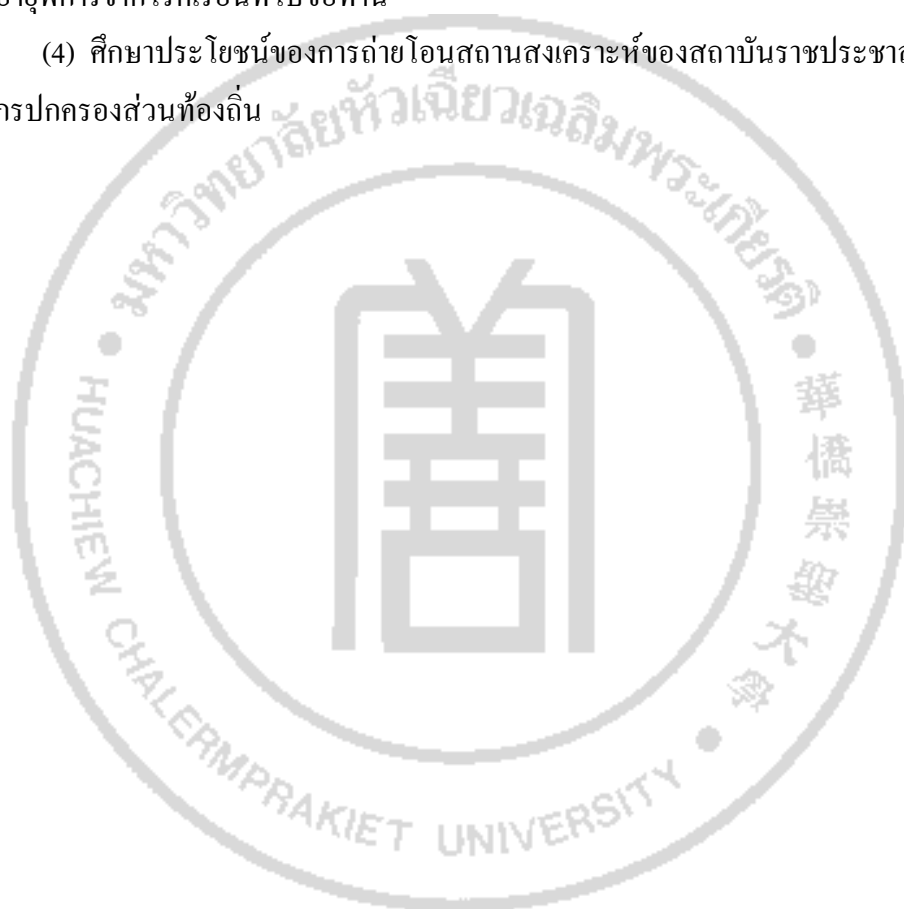 (4) ศึกษาประโยชน์ของการถ่ายโอนสถานสงเคราะห์ของสถาบันราชประชาส
กรปกครองส่วนท้องถิ่น
มหาวิทยาลัยหัวเฉียวเฉลิมพระเกียรติ
HUACHIEW CHALERMPRAKIET UNIVERSITY
華僑崇聖大學